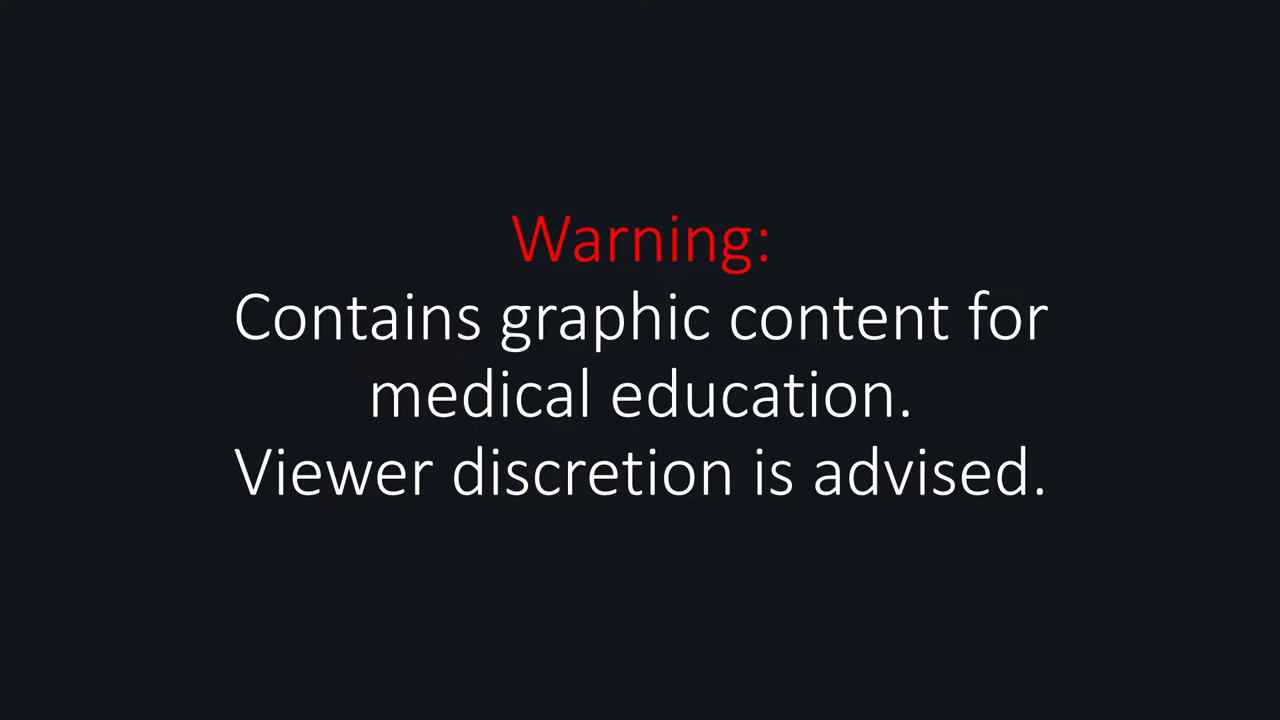 Warning:
Contains graphic content for
medical education.
Viewer discretion is advised.